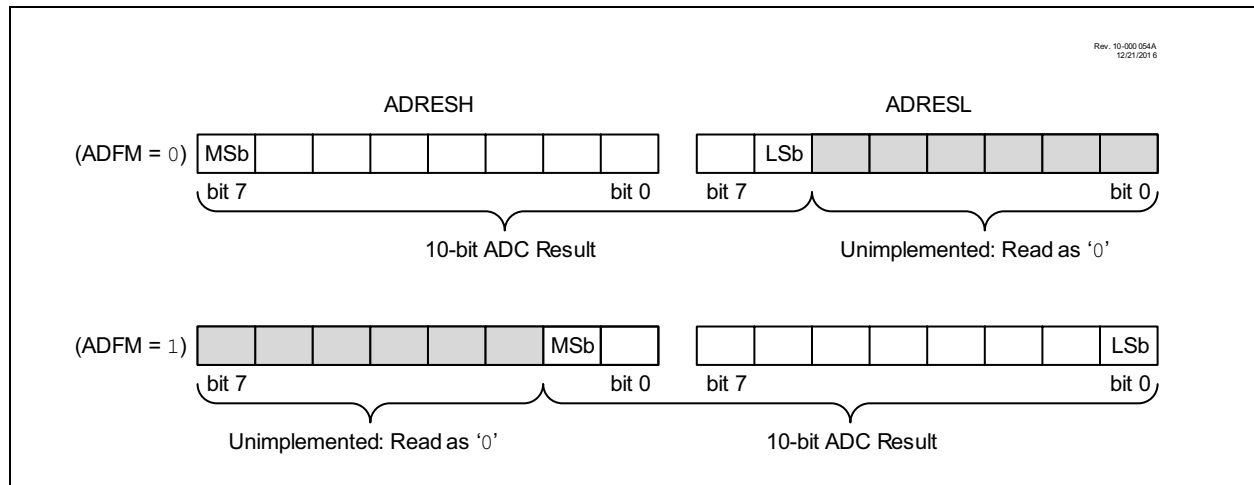 Rev. 10-000 054A
12/21/201 6
ADRESH ADRESL
(ADFM = 0) MSb LSb
bit 7 bit 0 bit 7 bit 0
10-bit ADC Result Unimplemented: Read as ‘0’
(ADFM = 1) MSb LSb
bit 7 bit 0 bit 7 bit 0
Unimplemented: Read as ‘0’ 10-bit ADC Result